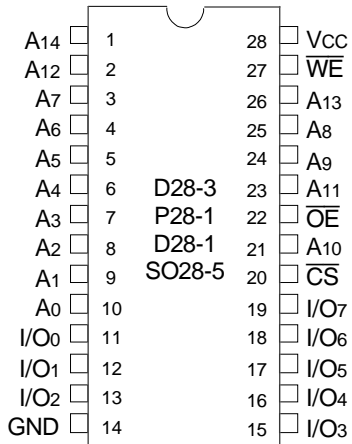 A14 1 28 VCC
A12 2 27 WE
A7 3 26 A13
A6 4 25 A8
A5 5 24 A9
A4 6 D28-3 23 A11
A3 7 P28-1 22 OE
A2 8 D28-1 21 A10
A1 9 SO28-5 20 CS
A0 10 19 I/O7
I/O0 11 18 I/O6
I/O1 12 17 I/O5
I/O2 13 16 I/O4
GND 14 15 I/O3